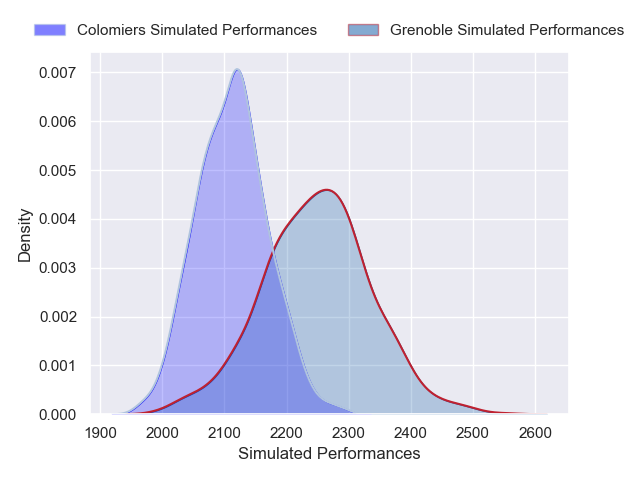 Colomiers Simulated Performances
Grenoble Simulated Performances
0.007
0.006
0.005
0.004
0.003
0.002
0.001
0.000
Density
1900 2000 2100 2200 2300 2400 2500 2600
Simulated Performances